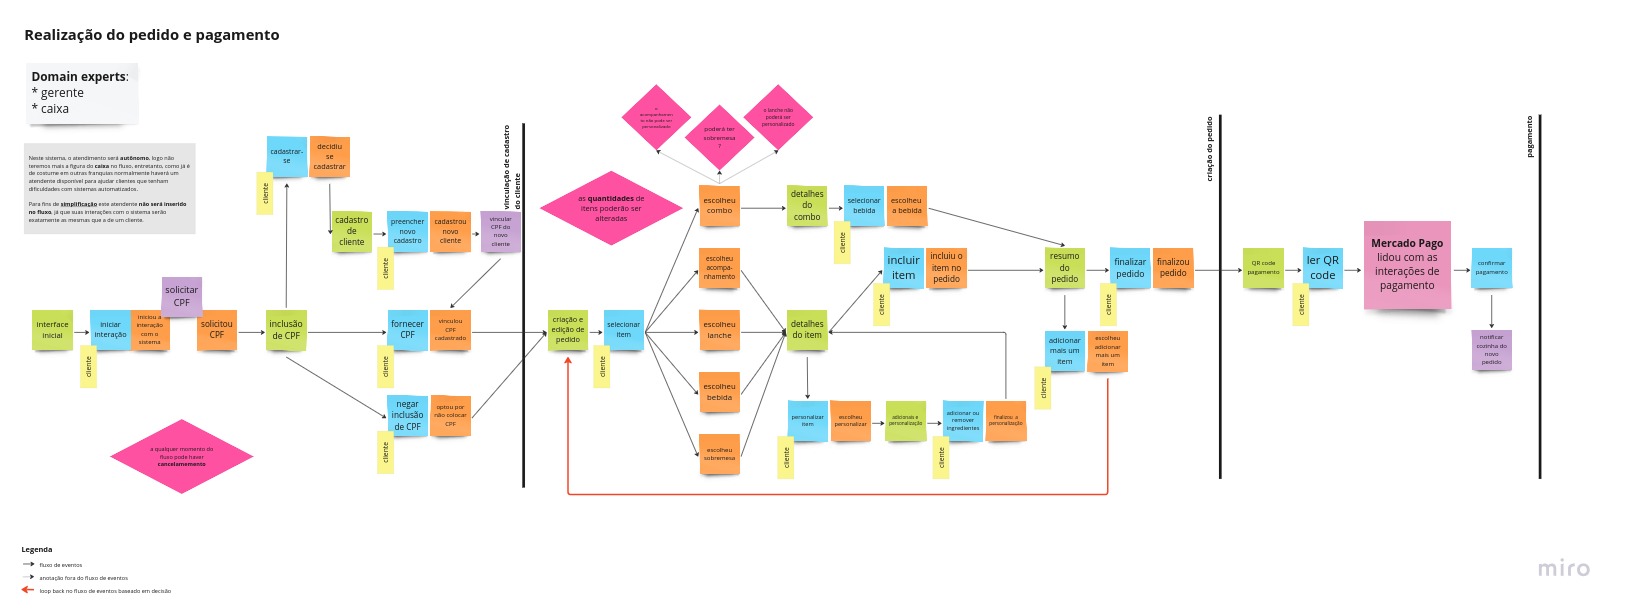 Realização do pedido e pagamento
Domain experts:
* gerente
* caixa
Neste sistema, o atendimento será autônomo, logo não
teremos mais a figura do caixa no fluxo, entretanto, como já é
de costume em outras franquias normalmente haverá um
atendente disponível para ajudar clientes que tenham
dificuldades com sistemas automatizados.
Para fins de simplificação este atendente não será inserido
no fluxo, já que suas interações com o sistema serão
exatamente as mesmas que a de um cliente.
cadastrar-
se
decidiu
se
cadastrar
cliente
cadastro
de
cliente
preencher
novo
cadastro
cadastrou
novo
cliente
vincular
CPF do
novo
cliente
cliente
solicitar
CPF
interface
inicial
iniciar
interação
iniciou a
interação
com o
sistema
solicitou
CPF
cliente
inclusão
de CPF
fornecer
CPF
vinculou
CPF
cadastrado
cliente
negar
inclusão
de CPF
optou por
não colocar
CPF
cliente
a qualquer momento do
fluxo pode haver
cancelamemento
vinculação de cadastro
do cliente
as quantidades de
itens poderão ser
alteradas
poderá ter
sobremesa
?
o lanche não
poderá ser
personalizado
criação e
edição de
pedido
selecionar
item
cliente
escolheu
combo
escolheu
acompa-
nhamento
escolheu
lanche
escolheu
bebida
escolheu
sobremesa
detalhes
do
combo
selecionar
bebida
escolheu
a bebida
cliente
detalhes
do item
incluir
item
incluiu o
item no
pedido
cliente
personalizar
item
escolheu
personalizar
cliente
adicionais e
personalização
adicionar ou
remover
ingredientes
finalizou a
personalização
cliente
resumo
do
pedido
finalizar
pedido
finalizou
pedido
cliente
adicionar
mais um
item
escolheu
adicionar
mais um
item
cliente
criação do pedido
QR code
pagamento
ler QR
code
cliente
Mercado Pago
lidou com as
interações de
pagamento
confirmar
pagamento
notificar
cozinha do
novo
pedido
pagamento
Legenda
fluxo de eventos
anotação fora do fluxo de eventos
loop back no fluxo de eventos baseado em decisão
miro